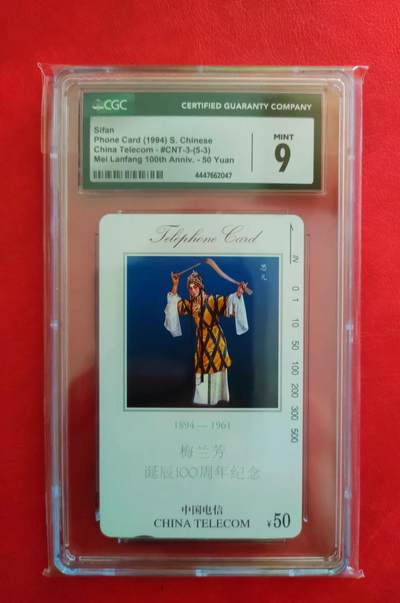 CGC
CERTIFIED GUARANTY COMPANY
Sifan
Phone Card (1994) S. Chinese
China Telecom - #CNT-3-(5-3)
Mei Lanfang 100th Anniv. - 50 Yuan
MINT
9
4447662047
Telephone Card
IN 0 1 10 50 100 200 300 500
1894—1961
梅兰芳
诞辰100周年纪念
中国电信
CHINA TELECOM
¥50